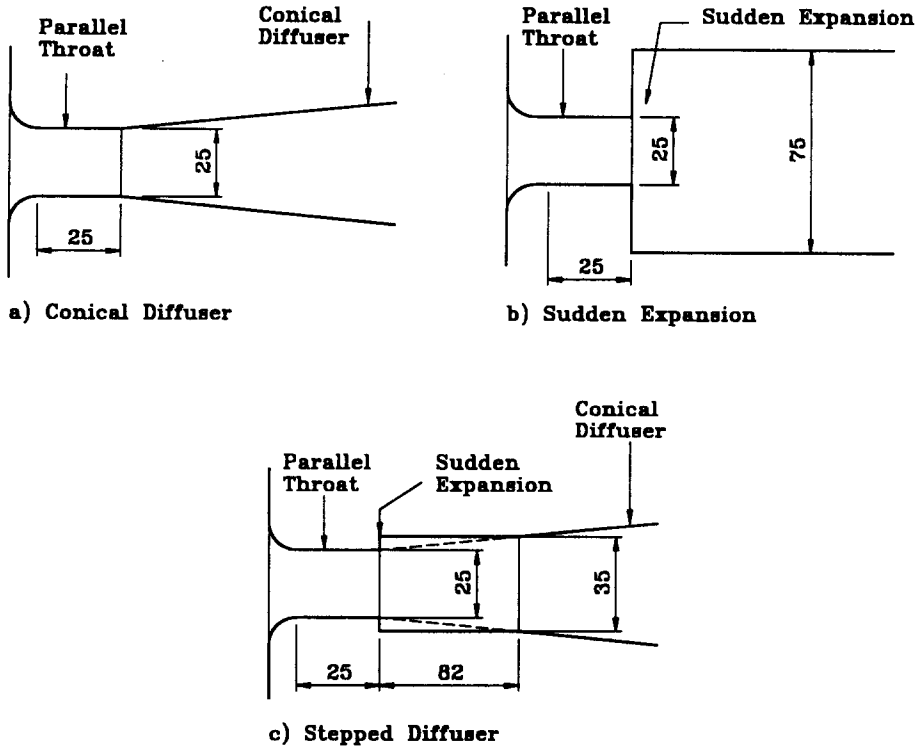 Parallel
Throat
Conical
Diffuser
25
25
a) Conical Diffuser
Parallel
Throat
Sudden Expansion
25
75
25
b) Sudden Expansion
Parallel
Throat
Sudden
Expansion
Conical
Diffuser
25
35
25
82
c) Stepped Diffuser